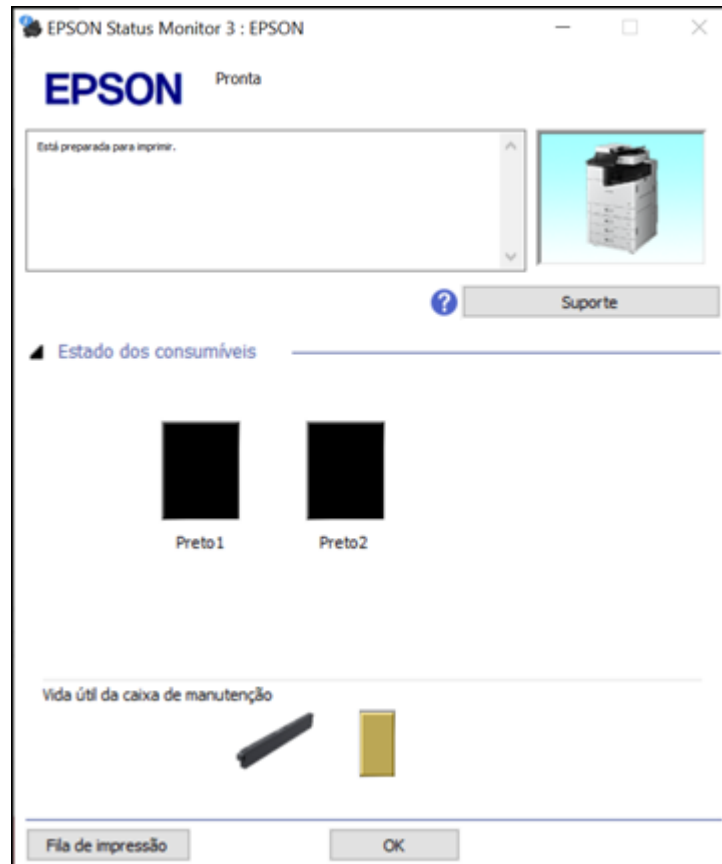 EPSON Status Monitor 3 : EPSON
EPSON
Pronta
Está preparada para imprimir.
Suporte
Estado dos consumíveis
Preto1
Preto2
Vida útil da caixa de manutenção
Fila de impressão
OK